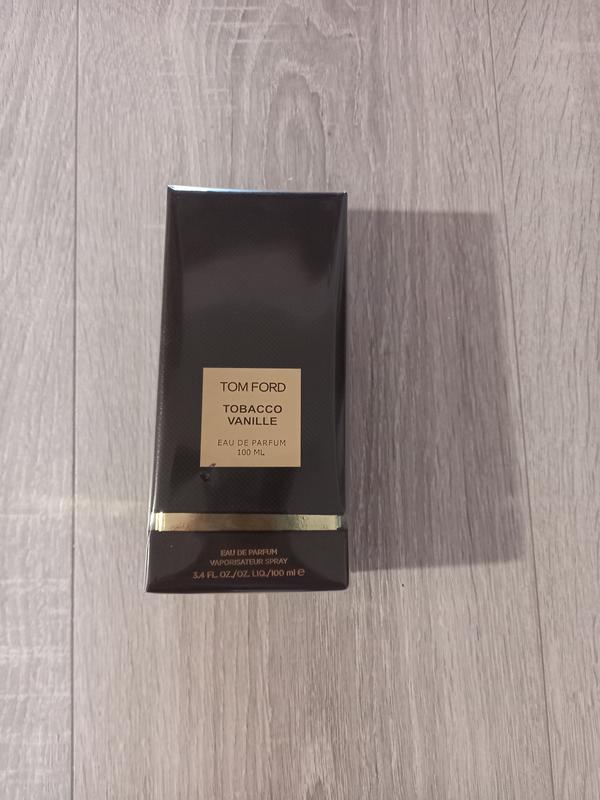 TOM FORD
TOBACCO
VANILLE
EAU DE PARFUM
100 ML
EAU DE PARFUM
VAPORISATEUR SPRAY
3.4 FL. OZ./OZ. LIQ./100 ml ℮